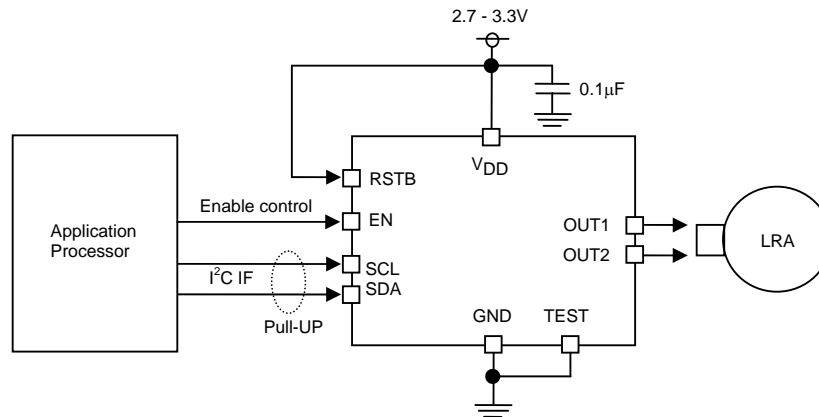 2.7 - 3.3V
0.1μF
VDD
RSTB
Enable control
EN
OUT1
Application
Processor
LRA
OUT2
SCL
I²C IF
SDA
Pull-UP
GND
TEST